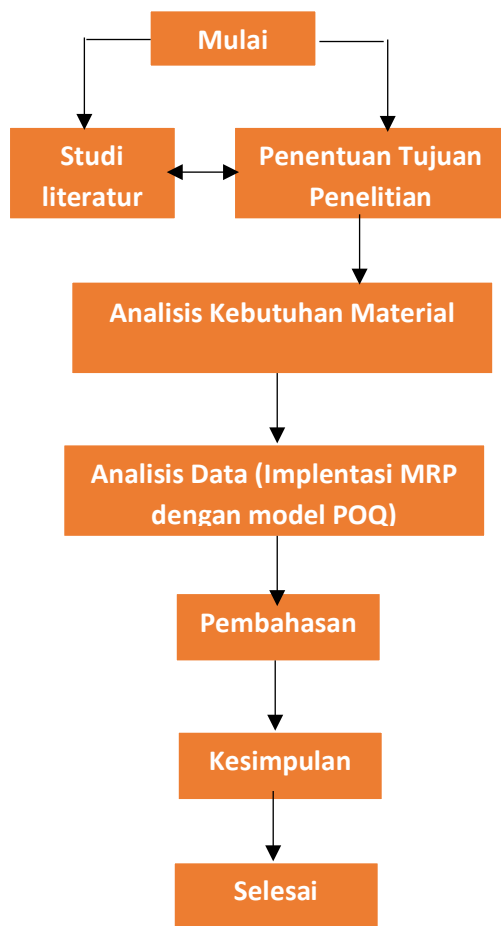 Mulai
Studi
literatur
Penentuan Tujuan
Penelitian
Analisis Kebutuhan Material
Analisis Data (Implentasi MRP
dengan model POQ)
Pembahasan
Kesimpulan
Selesai